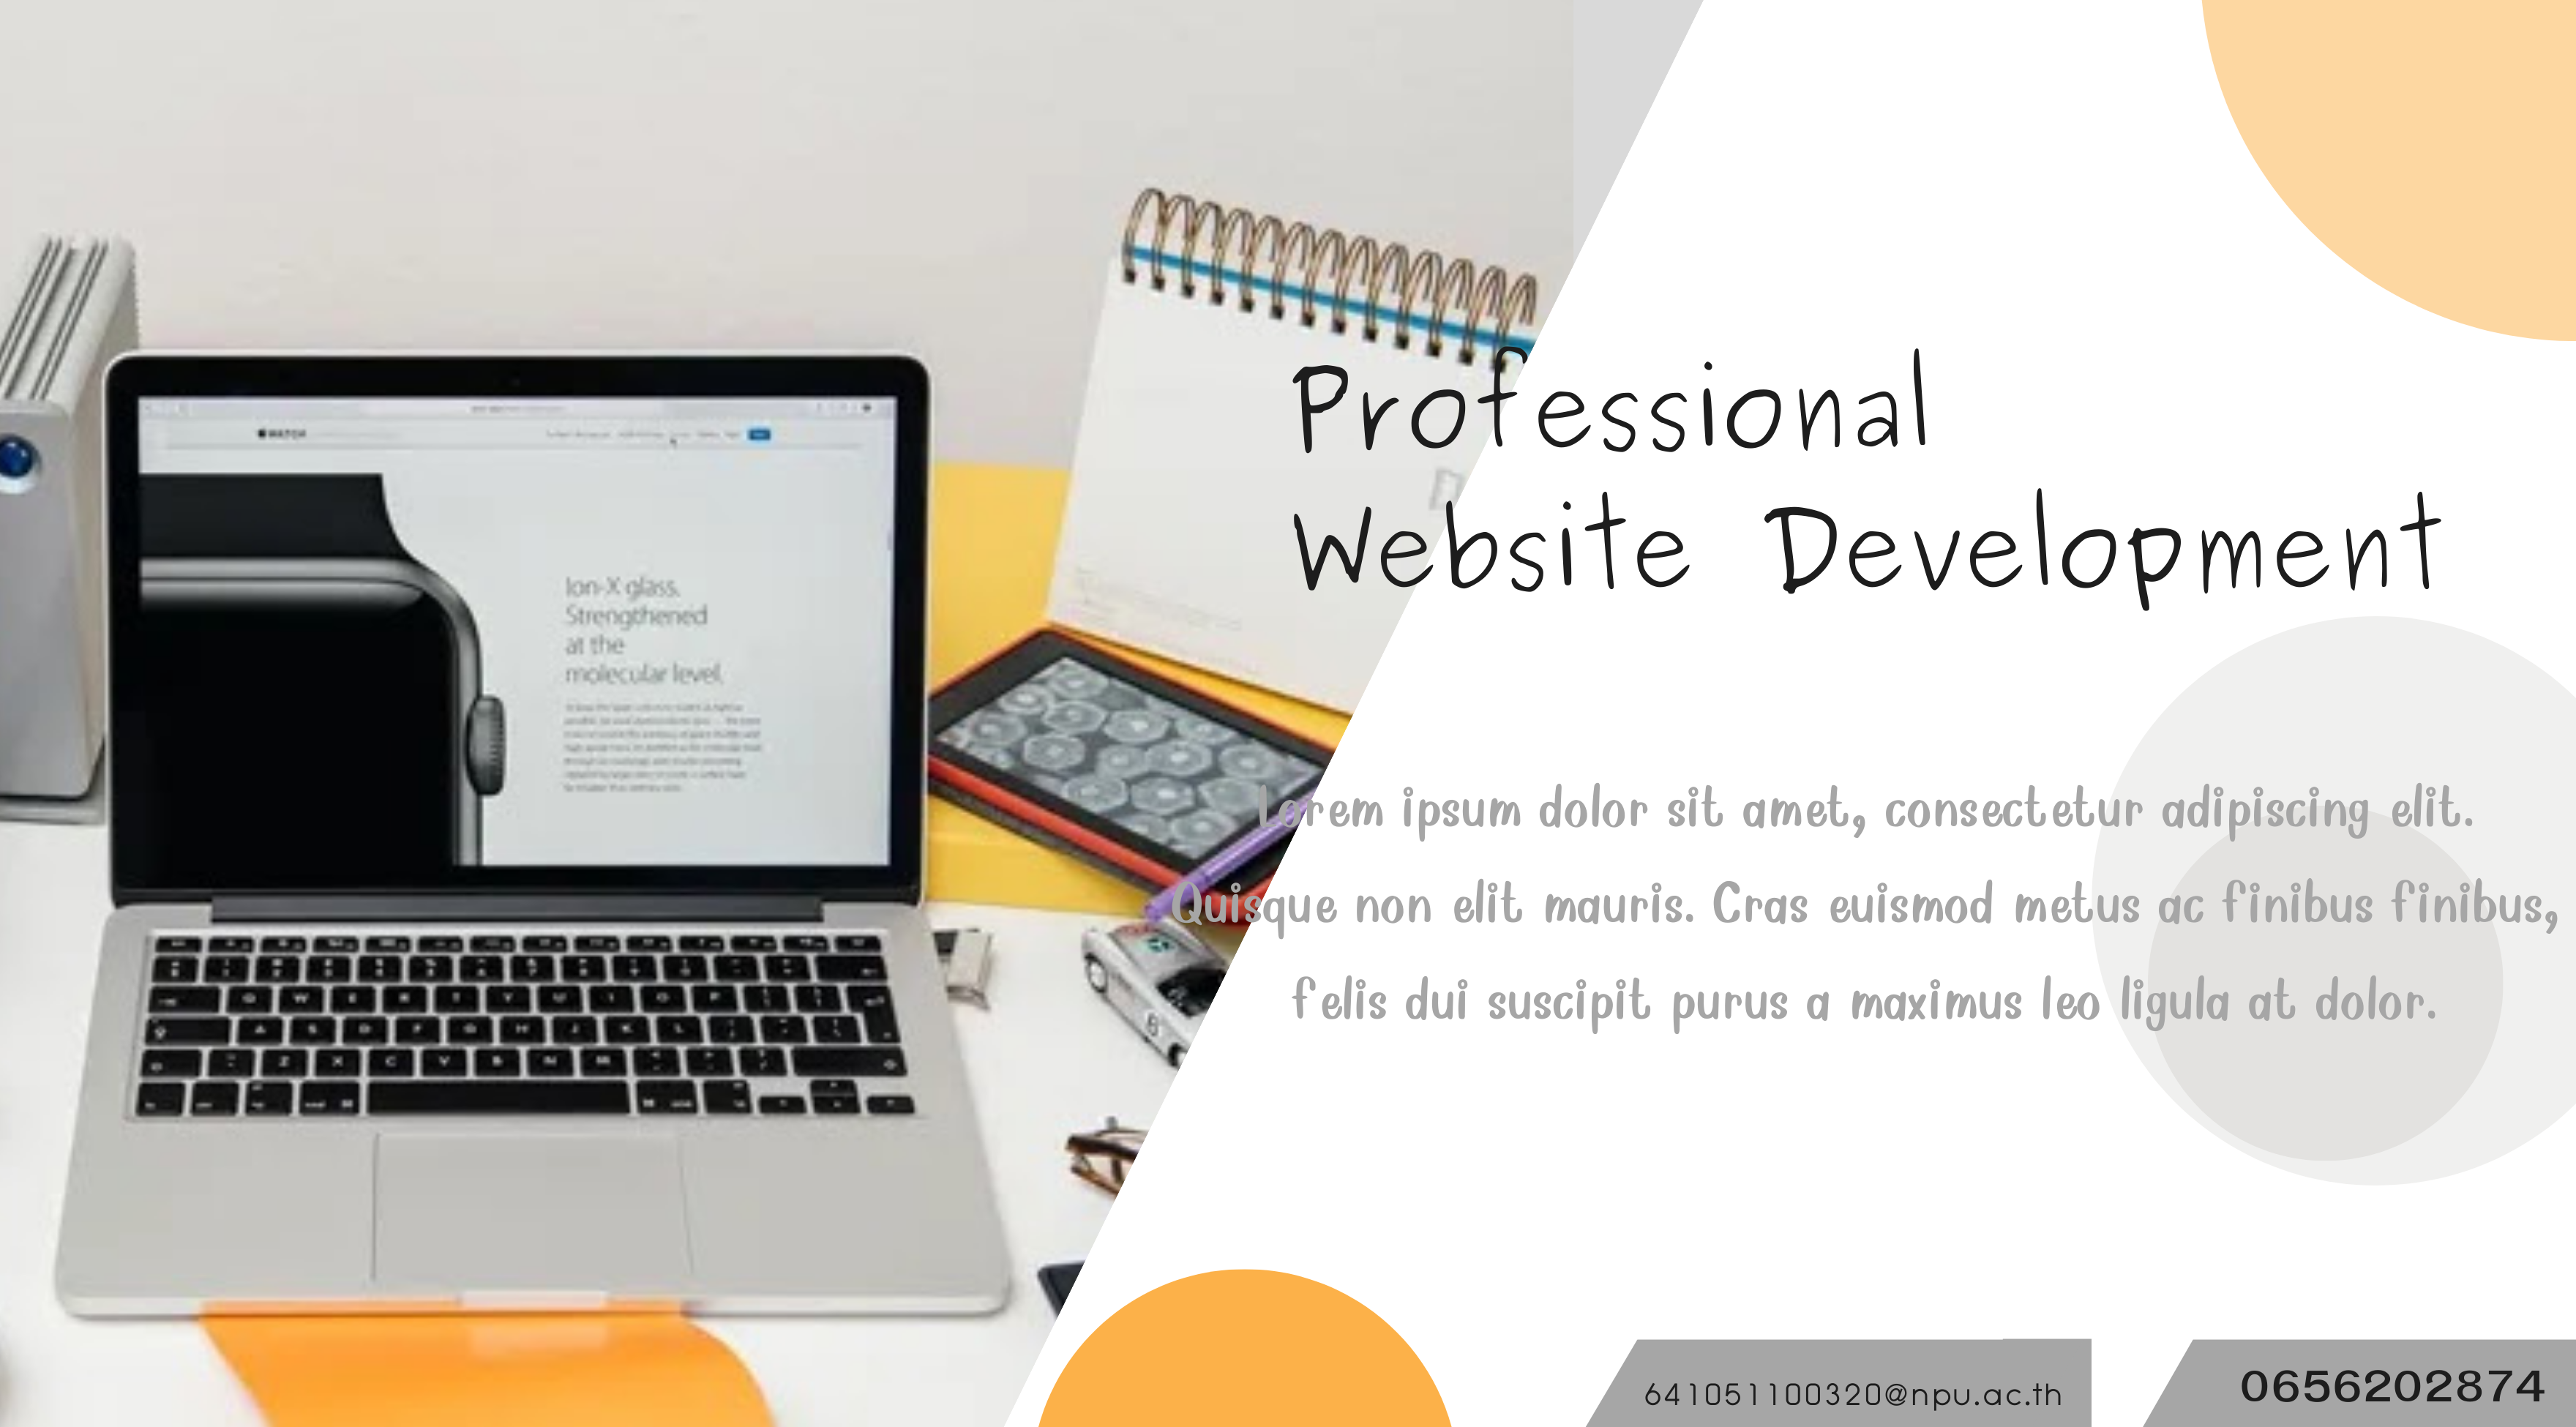 WATCH
Ion-X glass.
Strengthened
at the
molecular level.
Professional
Website Development
Lorem ipsum dolor sit amet, consectetur adipiscing elit.
Quisque non elit mauris. Cras euismod metus ac finibus finibus,
felis dui suscipit purus a maximus leo ligula at dolor.
641051100320@npu.ac.th
0656202874